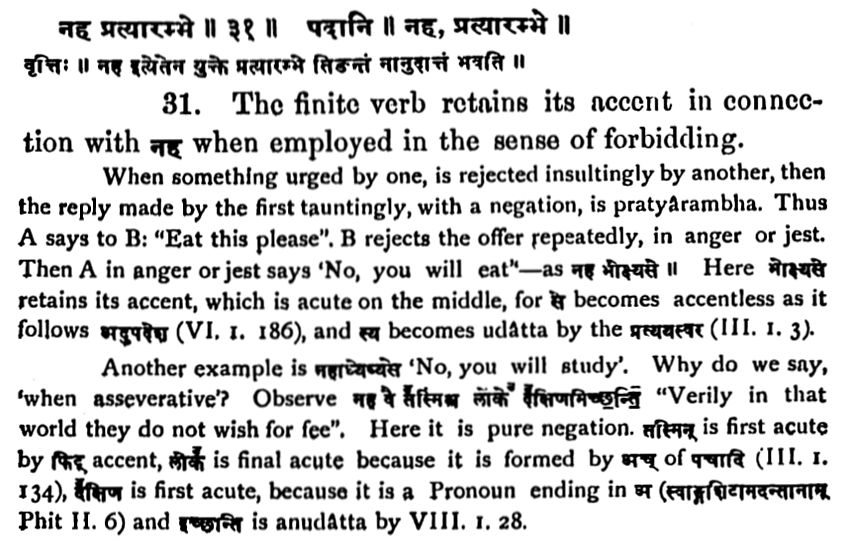 नह प्रत्यारम्भे ॥ ३१ ॥ पदानि ॥ नह, प्रत्यारम्भे ॥
वृत्तिः ॥ नह इत्येतेन युक्ते प्रत्यारम्भे तिङन्तं नानुदात्तं भवति ॥
31. The finite verb retains its accent in connec-
tion with नह when employed in the sense of forbidding.
When something urged by one, is rejected insultingly by another, then
the reply made by the first tauntingly, with a negation, is pratyârambha. Thus
A says to B: “Eat this please”. B rejects the offer repeatedly, in anger or jest.
Then A in anger or jest says ‘No, you will eat”—as नह भोक्ष्यसे ॥ Here भोक्ष्यसे
retains its accent, which is acute on the middle, for से becomes accentless as it
follows अदुपदेश (VI. 1. 186), and स्य becomes udâtta by the प्रत्ययस्वर (III. 1. 3).
Another example is नहाध्येष्यसे ‘No, you will study’. Why do we say,
‘when asseverative’? Observe नह वै तस्मिंश्च लोके दक्षिणमिच्छन्ति “Verily in that
world they do not wish for fee”. Here it is pure negation. तस्मिन् is first acute
by फिट् accent, लोक is final acute because it is formed by अच् of पचादि (III. 1.
134), दक्षिण is first acute, because it is a Pronoun ending in अ (स्वाङ्गशिटामदन्तानाम्
Phit II. 6) and इच्छन्ति is anudâtta by VIII. 1. 28.